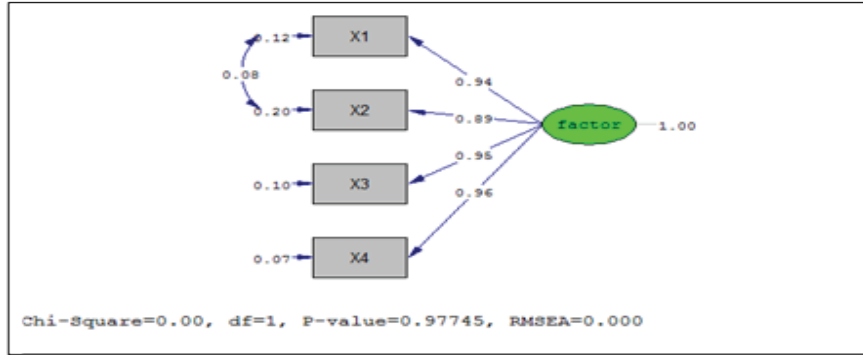 0.12 X1
0.08
0.94
0.20 X2
0.89
factor 1.00
0.95
0.10 X3
0.96
0.07 X4
Chi-Square=0.00, df=1, P-value=0.97745, RMSEA=0.000